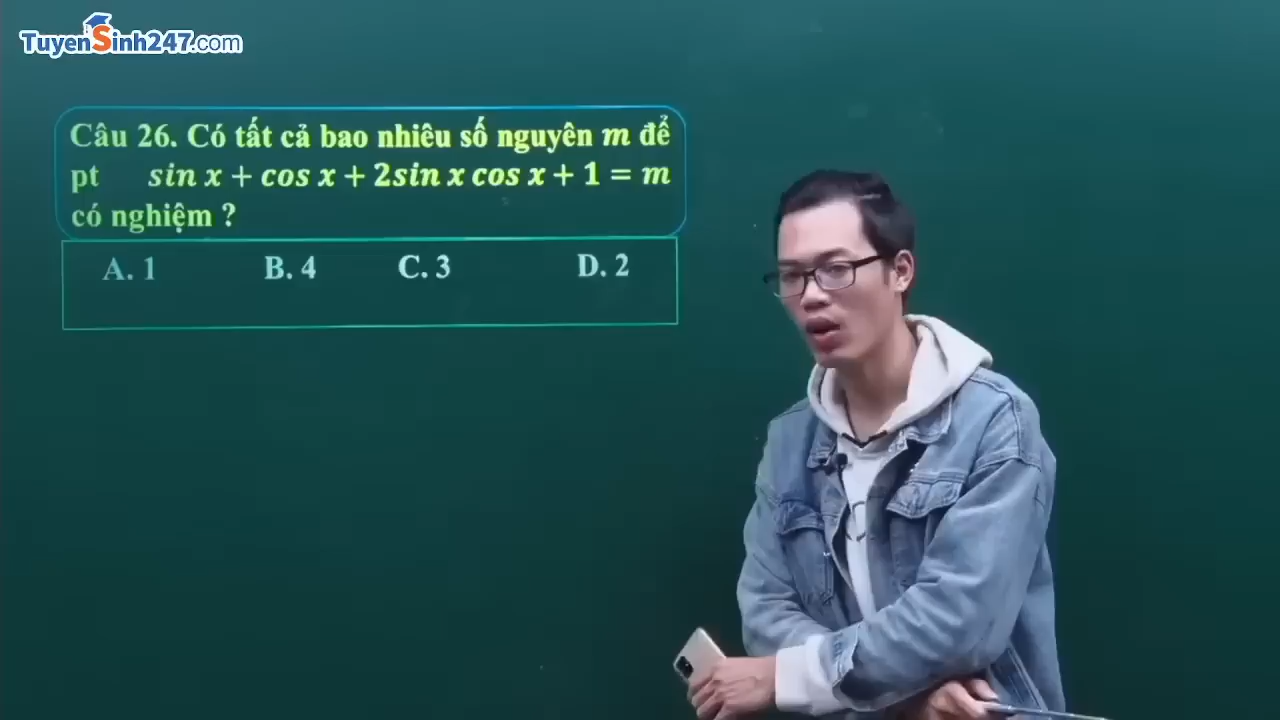 TuyenSinh247.com
Câu 26. Có tất cả bao nhiêu số nguyên m để
pt sin x + cos x + 2sin x cos x + 1 = m
có nghiệm ?
A. 1 B. 4 C. 3 D. 2